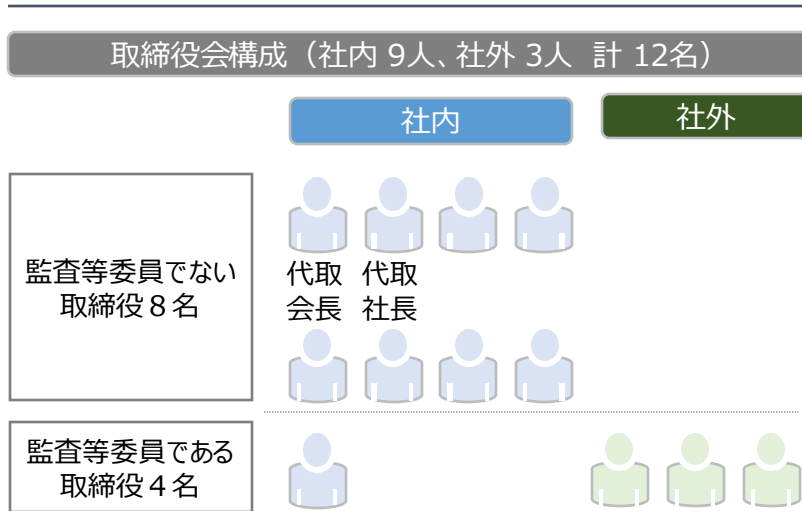 取締役会構成（社内 9人、社外 3人 計 12名）
社内
社外
監査等委員でない
取締役８名
代取 代取
会長 社長
監査等委員である
取締役４名